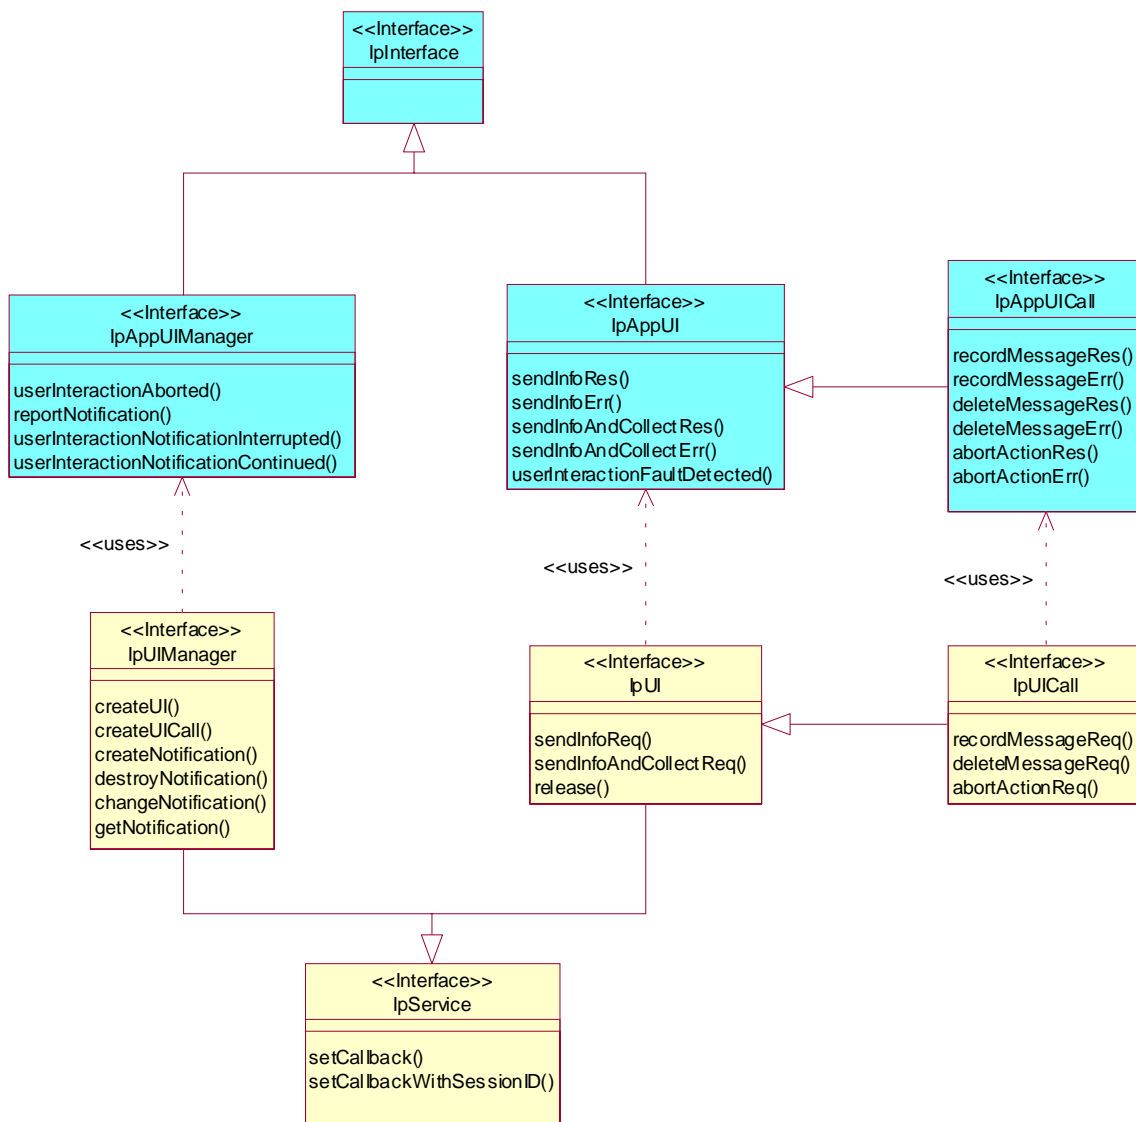 <<Interface>>
IpInterface
<<Interface>>
IpAppUIManager
userInteractionAborted()
reportNotification()
userInteractionNotificationInterrupted()
userInteractionNotificationContinued()
<<Interface>>
IpAppUI
sendInfoRes()
sendInfoErr()
sendInfoAndCollectRes()
sendInfoAndCollectErr()
userInteractionFaultDetected()
<<Interface>>
IpAppUICall
recordMessageRes()
recordMessageErr()
deleteMessageRes()
deleteMessageErr()
abortActionRes()
abortActionErr()
<<uses>>
<<uses>>
<<uses>>
<<Interface>>
IpUIManager
createUI()
createUICall()
createNotification()
destroyNotification()
changeNotification()
getNotification()
<<Interface>>
IpUI
sendInfoReq()
sendInfoAndCollectReq()
release()
<<Interface>>
IpUICall
recordMessageReq()
deleteMessageReq()
abortActionReq()
<<Interface>>
IpService
setCallback()
setCallbackWithSessionID()